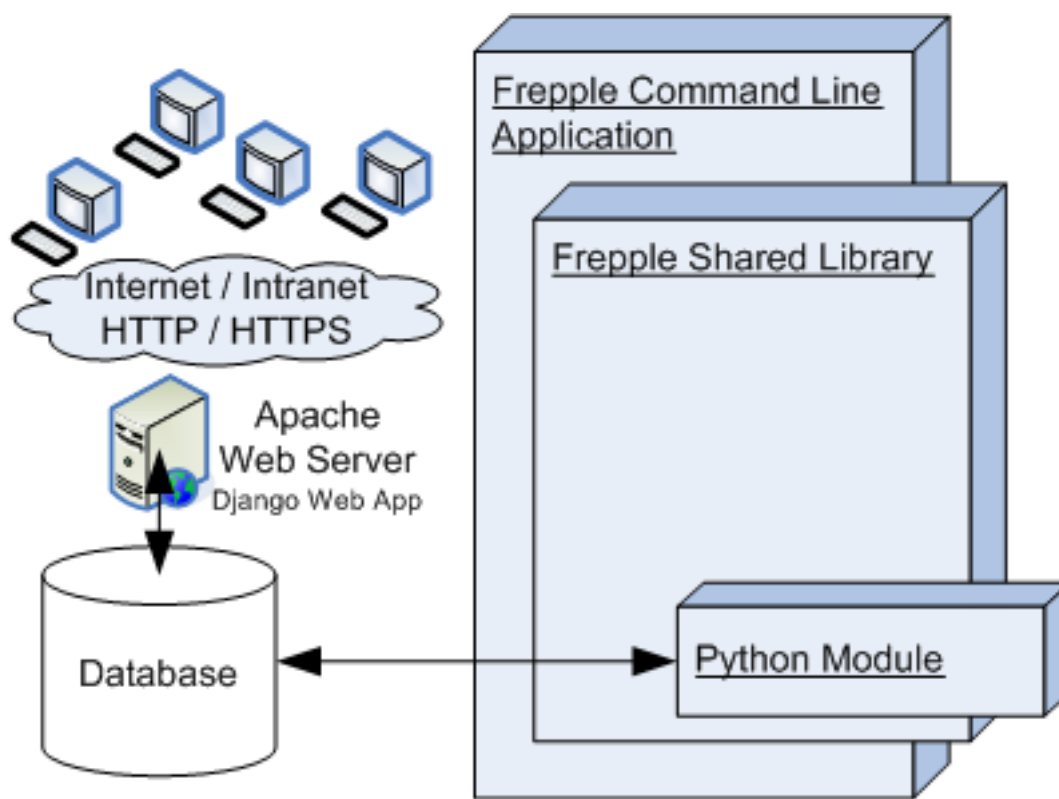 Frepple Command Line
Application
Frepple Shared Library
Internet / Intranet
HTTP / HTTPS
Apache
Web Server
Django Web App
Database
Python Module